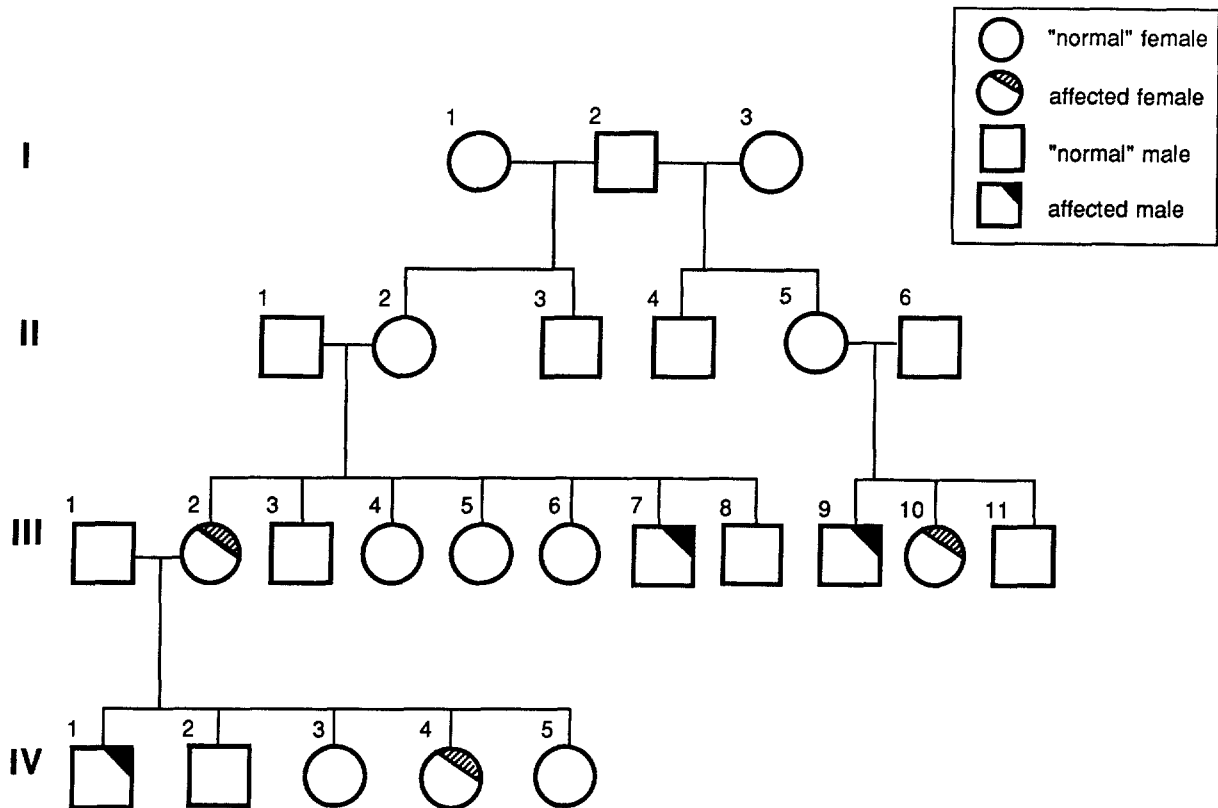 "normal" female
affected female
"normal" male
affected male
I
1 2 3
II
1 2 3 4 5 6
III
1 2 3 4 5 6 7 8 9 10 11
IV
1 2 3 4 5